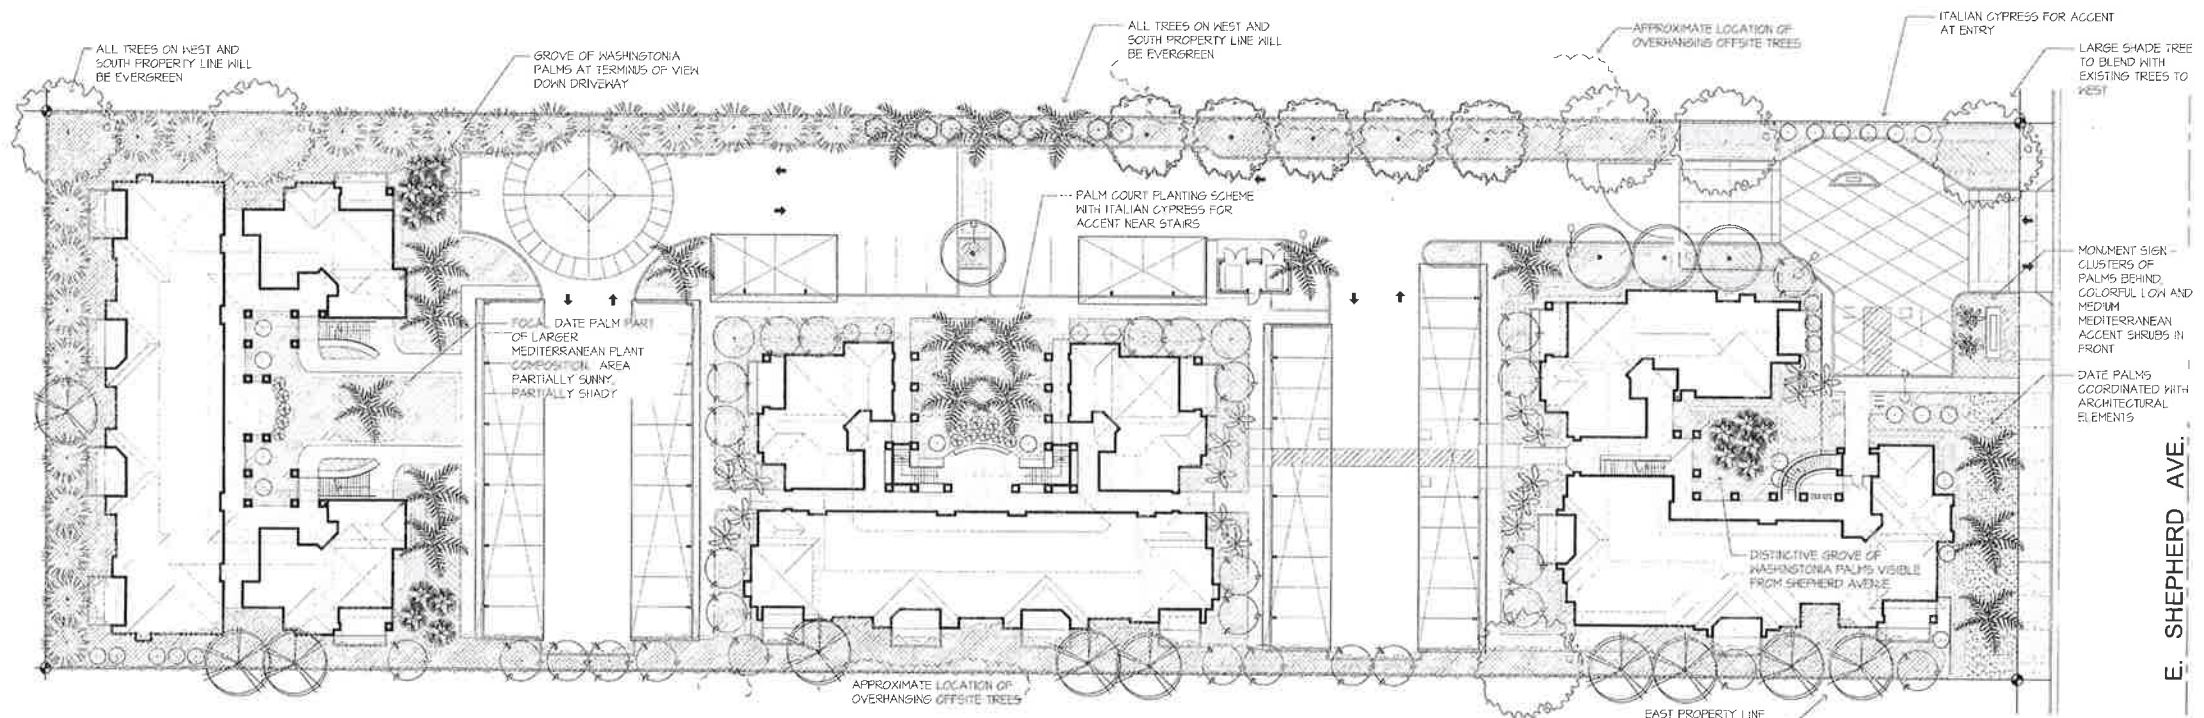 ALL TREES ON WEST AND
SOUTH PROPERTY LINE WILL
BE EVERGREEN
GROVE OF WASHINGTONIA
PALMS AT TERMINUS OF VIEW
DOWN DRIVEWAY
ALL TREES ON WEST AND
SOUTH PROPERTY LINE WILL
BE EVERGREEN
APPROXIMATE LOCATION OF
OVERHANGING OFFSITE TREES
ITALIAN CYPRESS FOR ACCENT
AT ENTRY
LARGE SHADE TREE
TO BLEND WITH
EXISTING TREES TO
WEST
PALM COURT PLANTING SCHEME
WITH ITALIAN CYPRESS FOR
ACCENT NEAR STAIRS
MONUMENT SIGN -
CLUSTERS OF
PALMS BEHIND,
COLORFUL LOW AND
MEDIUM
MEDITERRANEAN
ACCENT SHRUBS IN
FRONT
FOCAL DATE PALM PART
OF LARGER
MEDITERRANEAN PLANT
COMPOSITION. AREA
PARTIALLY SUNNY,
PARTIALLY SHADY
DATE PALMS
COORDINATED WITH
ARCHITECTURAL
ELEMENTS
DISTINCTIVE GROVE OF
WASHINSTONIA PALMS VISIBLE
FROM SHEPHERD AVENUE
E. SHEPHERD AVE.
APPROXIMATE LOCATION OF
OVERHANGING OFFSITE TREES
EAST PROPERTY LINE